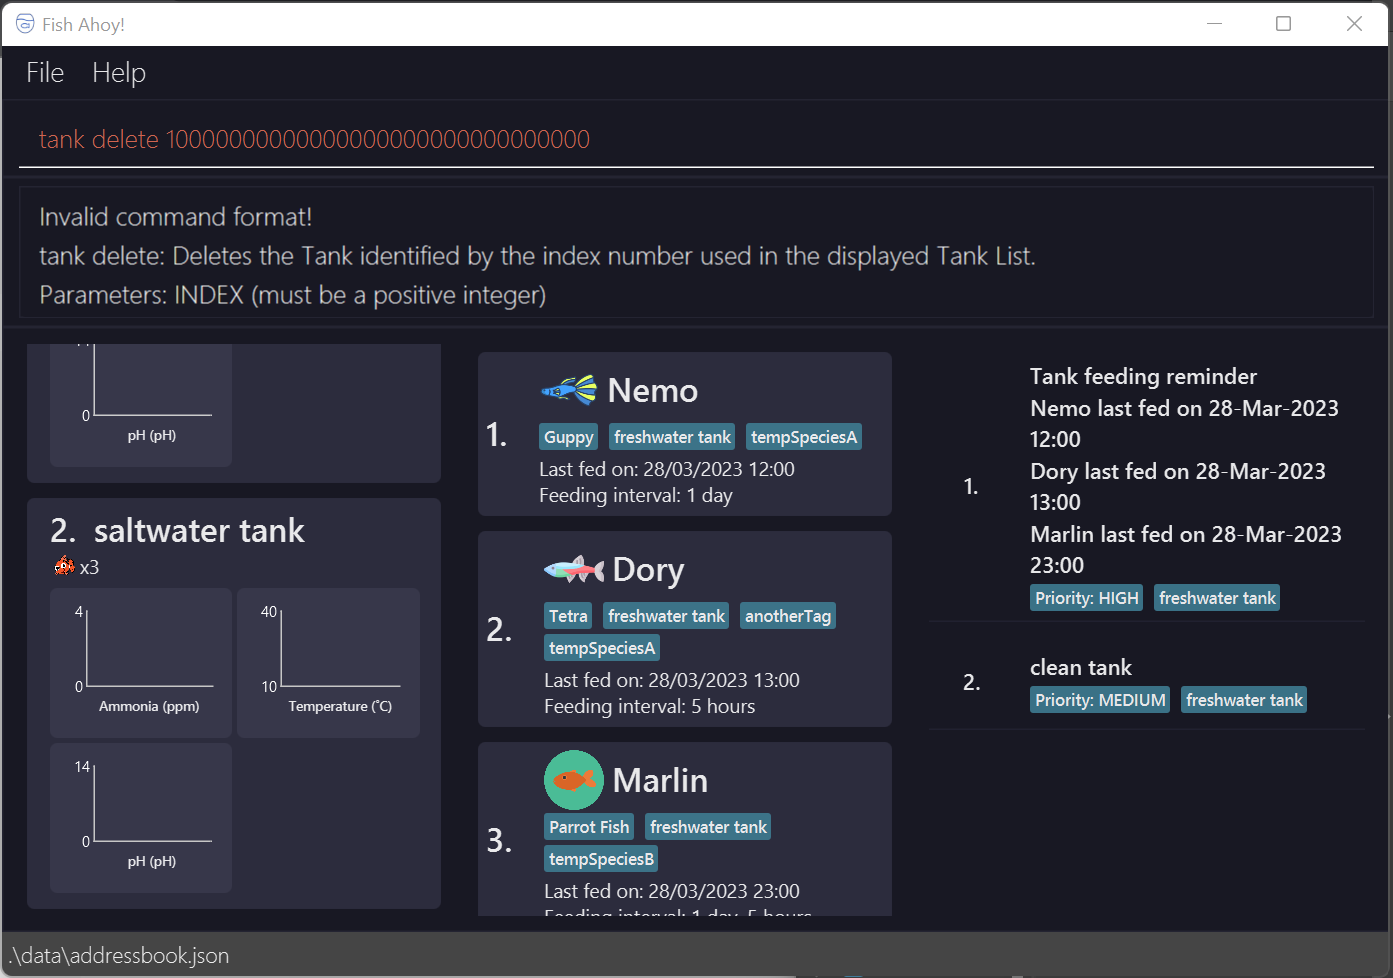 Fish Ahoy!
File Help
tank delete 10000000000000000000000000000000
Invalid command format!
tank delete: Deletes the Tank identified by the index number used in the displayed Tank List.
Parameters: INDEX (must be a positive integer)
0
pH (pH)
2. saltwater tank
x3
4
0
Ammonia (ppm)
40
10
Temperature (°C)
14
0
pH (pH)
1.
Nemo
Guppy freshwater tank tempSpeciesA
Last fed on: 28/03/2023 12:00
Feeding interval: 1 day
2.
Dory
Tetra freshwater tank anotherTag
tempSpeciesA
Last fed on: 28/03/2023 13:00
Feeding interval: 5 hours
3.
Marlin
Parrot Fish freshwater tank
tempSpeciesB
Last fed on: 28/03/2023 23:00
Feeding interval: 1 day, 5 hours
1.
Tank feeding reminder
Nemo last fed on 28-Mar-2023
12:00
Dory last fed on 28-Mar-2023
13:00
Marlin last fed on 28-Mar-2023
23:00
Priority: HIGH freshwater tank
2.
clean tank
Priority: MEDIUM freshwater tank
.\data\addressbook.json